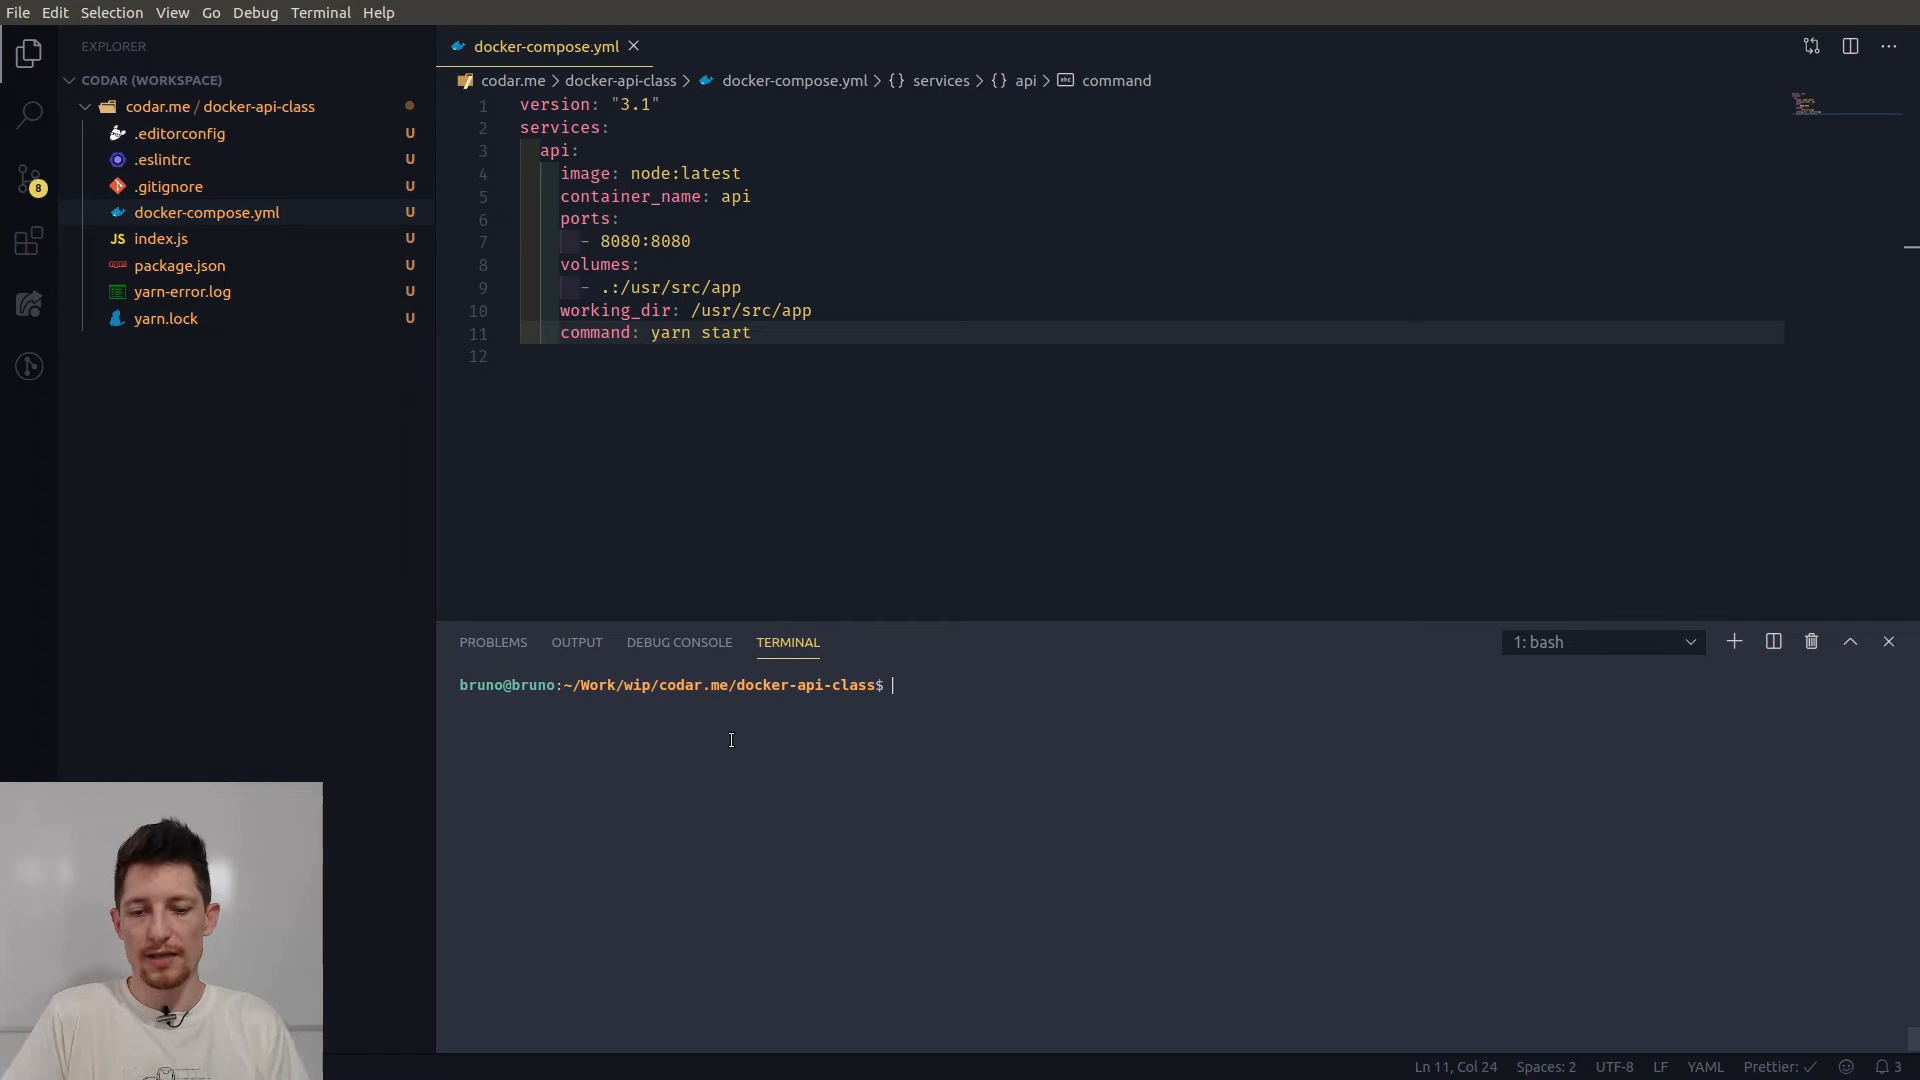 File Edit Selection View Go Debug Terminal Help
EXPLORER
CODAR (WORKSPACE)
codar.me / docker-api-class
.editorconfig U
.eslintrc U
.gitignore U
docker-compose.yml U
JS index.js U
package.json U
yarn-error.log U
yarn.lock U
8
docker-compose.yml
codar.me > docker-api-class > docker-compose.yml > {} services > {} api > abc command
1 version: "3.1"
2 services:
3 api:
4 image: node:latest
5 container_name: api
6 ports:
7 - 8080:8080
8 volumes:
9 - .:/usr/src/app
10 working_dir: /usr/src/app
11 command: yarn start
12
PROBLEMS OUTPUT DEBUG CONSOLE TERMINAL
1: bash
bruno@bruno:~/Work/wip/codar.me/docker-api-class$
Ln 11, Col 24 Spaces: 2 UTF-8 LF YAML Prettier: ✓ 3